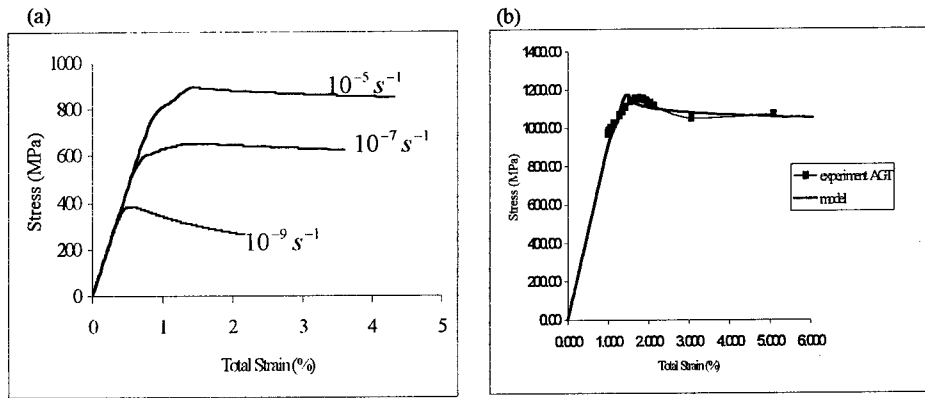 (a)
1000
800
600
400
200
0
0 1 2 3 4 5
Stress (MPa)
Total Strain (%)
10⁻⁵ s⁻¹
10⁻⁷ s⁻¹
10⁻⁹ s⁻¹
(b)
1400.00
1200.00
1000.00
800.00
600.00
400.00
200.00
0.00
0.000 1.000 2.000 3.000 4.000 5.000 6.000
Stress (MPa)
Total Strain (%)
experiment AGT
model